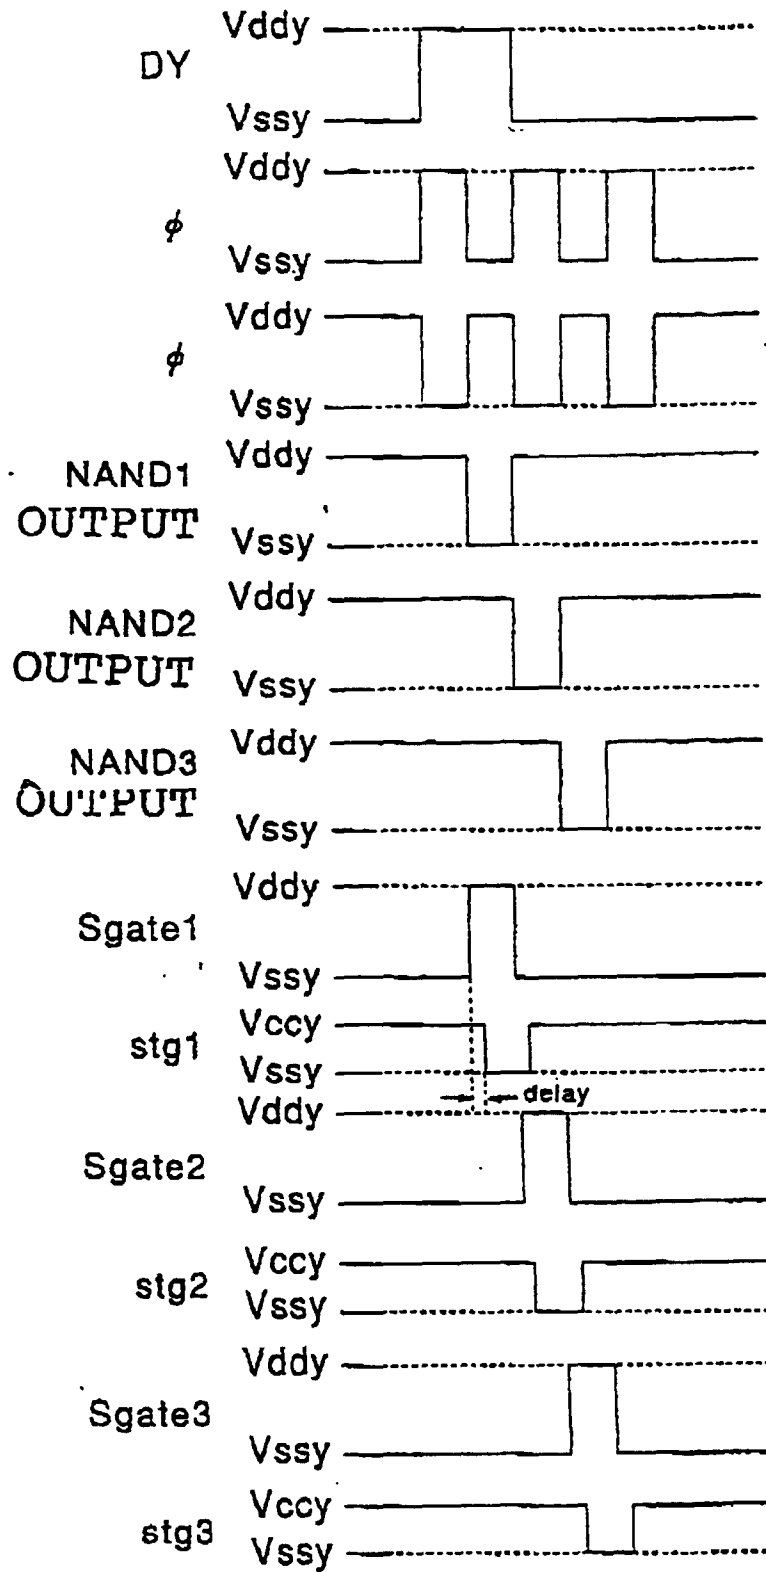 Vddy
DY
Vssy
Vddy
ϕ
Vssy
Vddy
ϕ
Vssy
Vddy
NAND1
OUTPUT
Vssy
Vddy
NAND2
OUTPUT
Vssy
Vddy
NAND3
OUTPUT
Vssy
Vddy
Sgate1
Vssy
Vccy
stg1
Vssy
delay
Vddy
Sgate2
Vssy
Vccy
stg2
Vssy
Vddy
Sgate3
Vssy
Vccy
stg3
Vssy